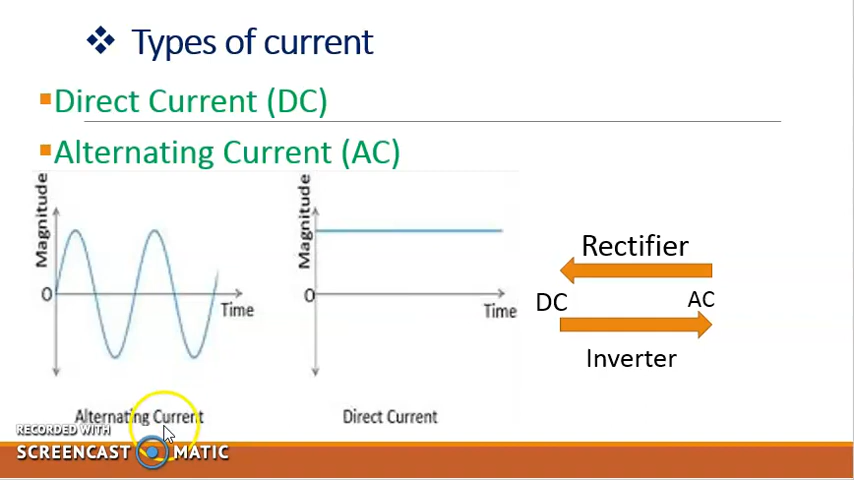 ❖ Types of current
▪Direct Current (DC)
▪Alternating Current (AC)
Magnitude
0
Time
Alternating Current
Magnitude
0
Time
Direct Current
Rectifier
DC
AC
Inverter
RECORDED WITH
SCREENCAST MATIC